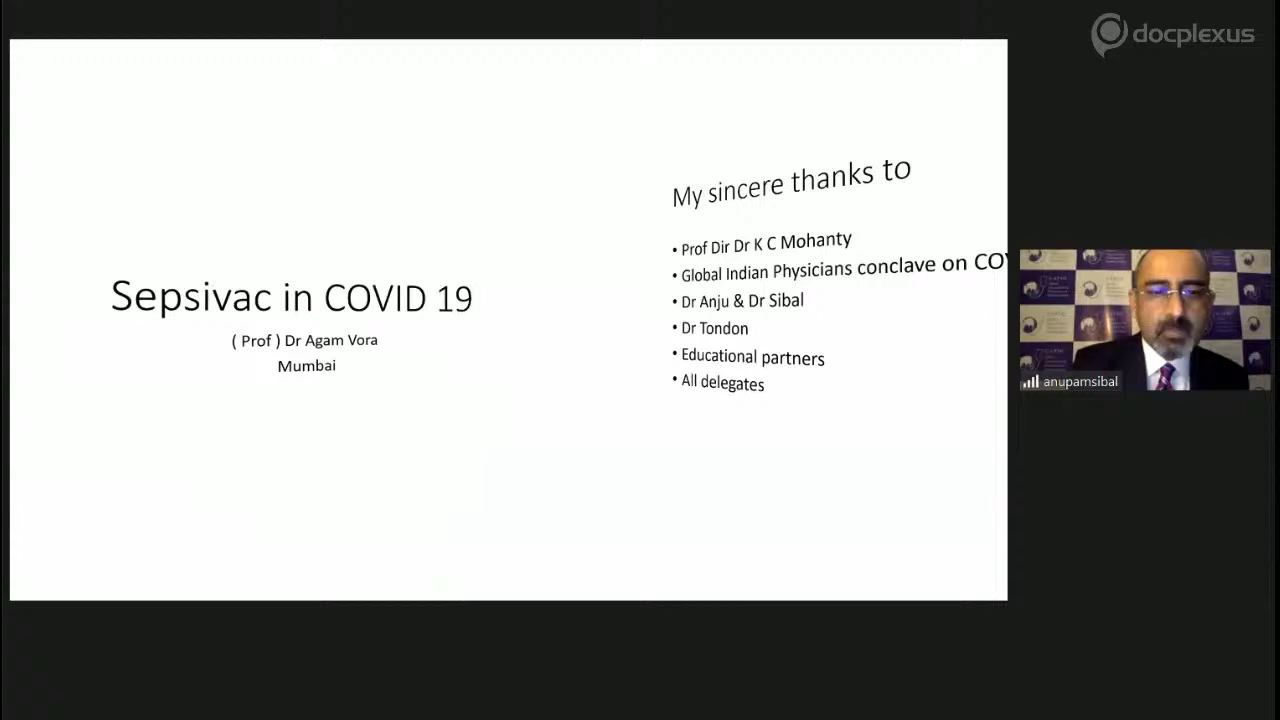 docplexus
Sepsivac in COVID 19
( Prof ) Dr Agam Vora
Mumbai
My sincere thanks to
• Prof Dir Dr K C Mohanty
• Global Indian Physicians conclave on COV
• Dr Anju & Dr Sibal
• Dr Tondon
• Educational partners
• All delegates
anupamsibal